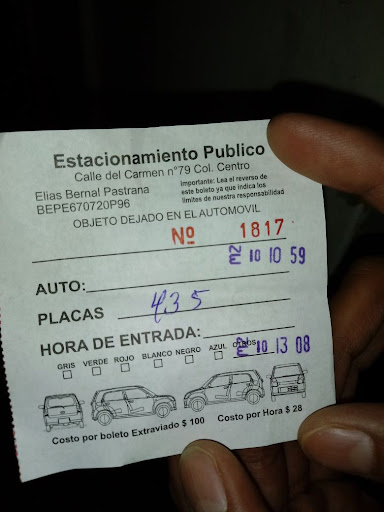 Estacionamiento Publico
Calle del Carmen n°79 Col. Centro
Elias Bernal Pastrana
BEPE670720P96
Importante: Lea el reverso de
este boleto ya que indica los
limites de nuestra responsabilidad
OBJETO DEJADO EN EL AUTOMOVIL
Nº 1817
10 10 59
AUTO:
PLACAS 435
HORA DE ENTRADA:
GRIS VERDE ROJO BLANCO NEGRO AZUL OTROS
10 13 08
Costo por boleto Extraviado $ 100 Costo por Hora $ 28